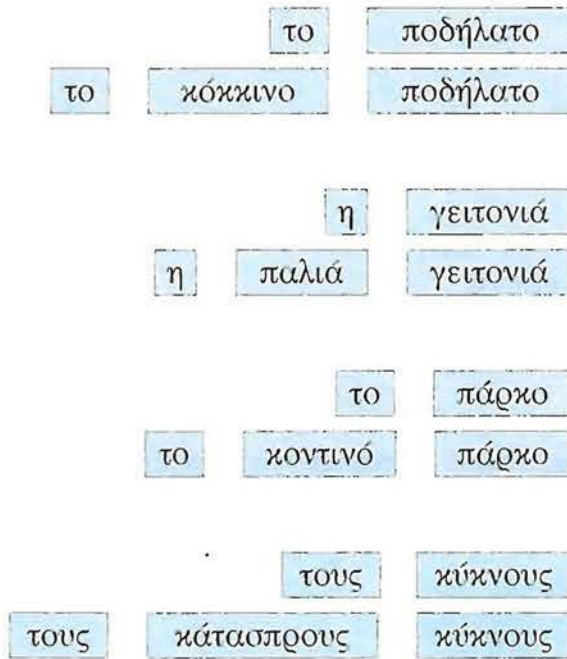 το ποδήλατο
το κόκκινο ποδήλατο
η γειτονιά
η παλιά γειτονιά
το πάρκο
το κοντινό πάρκο
τους κύκνους
τους κάτασπρους κύκνους